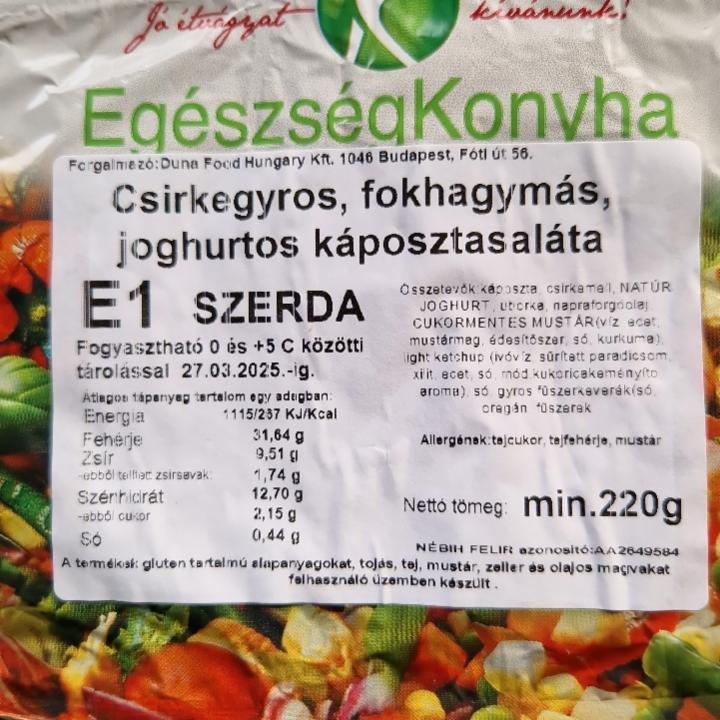 Jó étvágyat kívánunk!
EgészségKonyha
Forgalmazó:Duna Food Hungary Kft. 1046 Budapest, Fóti út 56.
Csirkegyros, fokhagymás,
joghurtos káposztasaláta
E1 SZERDA
Fogyasztható 0 és +5 C közötti
tárolással 27.03.2025.-ig.
Átlagos tápanyag tartalom egy adagban:
Energia 1115/267 KJ/Kcal
Fehérje 31,64 g
Zsír 9,51 g
-ebből telített zsírsavak: 1,74 g
Szénhidrát 12,70 g
-ebből cukor 2,15 g
Só 0,44 g
Összetevők: káposzta, csirkemell, NATÚR
JOGHURT, uborka, napraforgóolaj,
CUKORMENTES MUSTÁR(víz, ecet,
mustármag, édesítőszer, só, kurkuma),
light ketchup (ivóvíz, sűrített paradicsom,
xilit, ecet, só, mód.kukoricakeményítő
aroma), só, gyros fűszerkeverék(só,
oregán fűszerek
Allergének:tejcukor, tejfehérje, mustár
Nettó tömeg: min.220g
NÉBIH FELIR azonosító:AA2649584
A termékek gluten tartalmú alapanyagokat, tojás, tej, mustár, zeller és olajos magvakat
felhasználó üzemben készült .